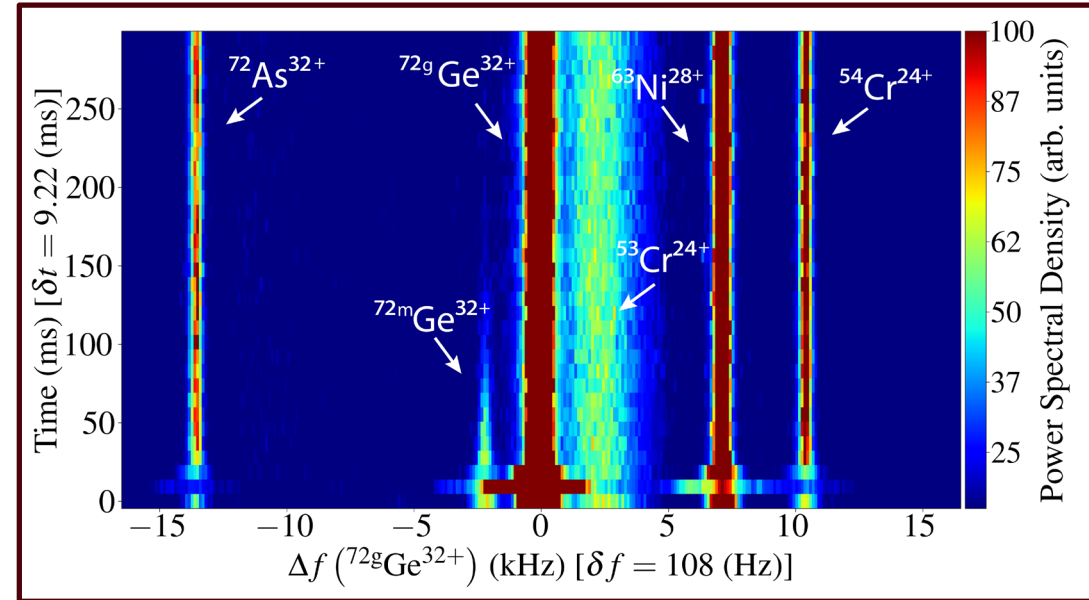 ⁷²As³²⁺
⁷²ᵍGe³²⁺
⁶³Ni²⁸⁺
⁵⁴Cr²⁴⁺
⁵³Cr²⁴⁺
⁷²ᵐGe³²⁺
Time (ms) [δt = 9.22 (ms)]
250
200
150
100
50
0
−15
−10
−5
0
5
10
15
Δf (⁷²ᵍGe³²⁺) (kHz) [δf = 108 (Hz)]
100
87
75
62
50
37
25
Power Spectral Density (arb. units)